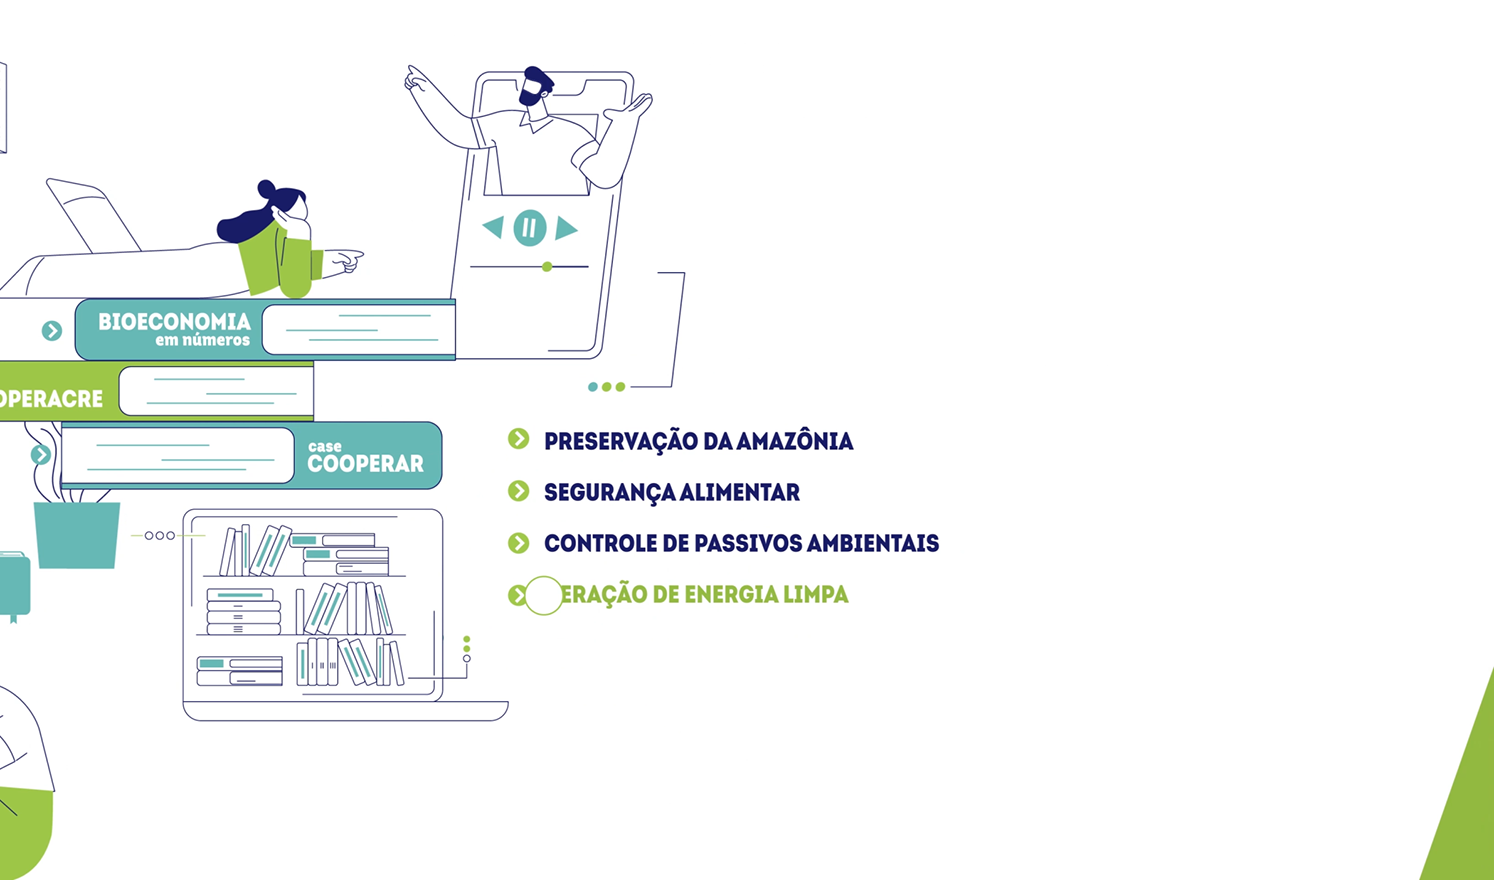 BIOECONOMIA
em números
OPERACRE
case
COOPERAR
PRESERVAÇÃO DA AMAZÔNIA
SEGURANÇA ALIMENTAR
CONTROLE DE PASSIVOS AMBIENTAIS
ERAÇÃO DE ENERGIA LIMPA